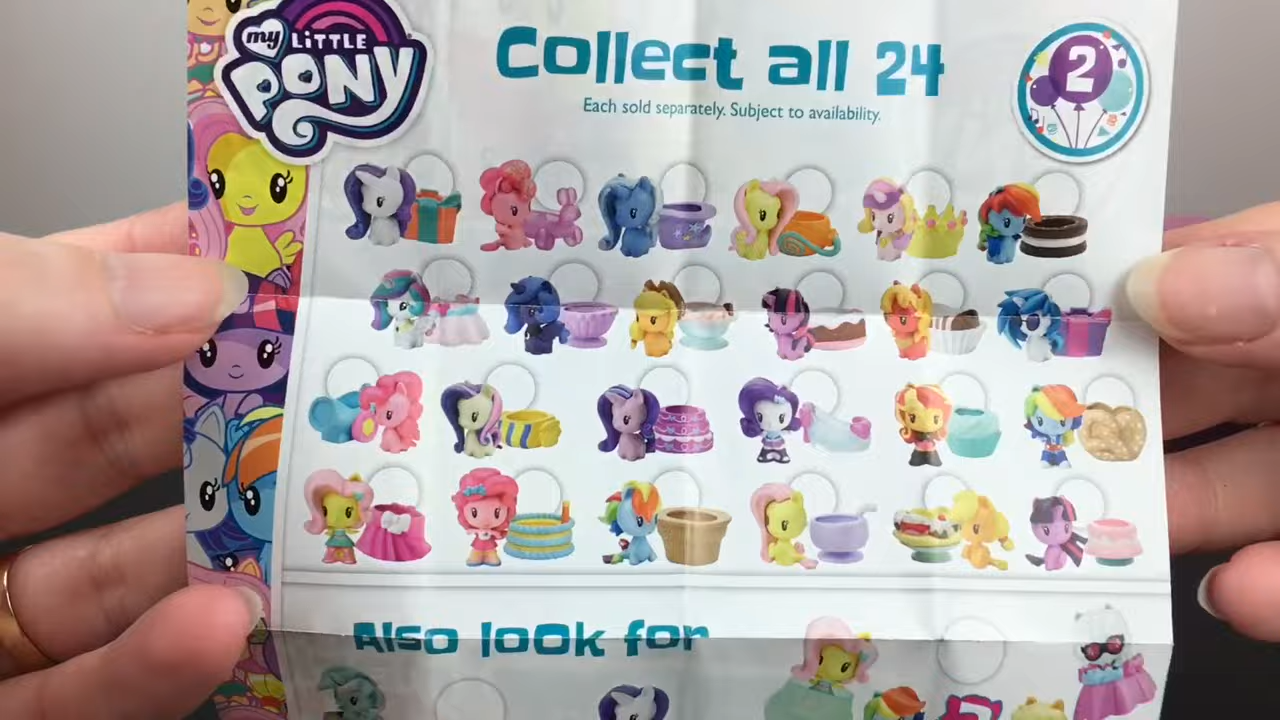 my LiTTLE
PONY
Collect all 24
Each sold separately. Subject to availability.
2
Also look for